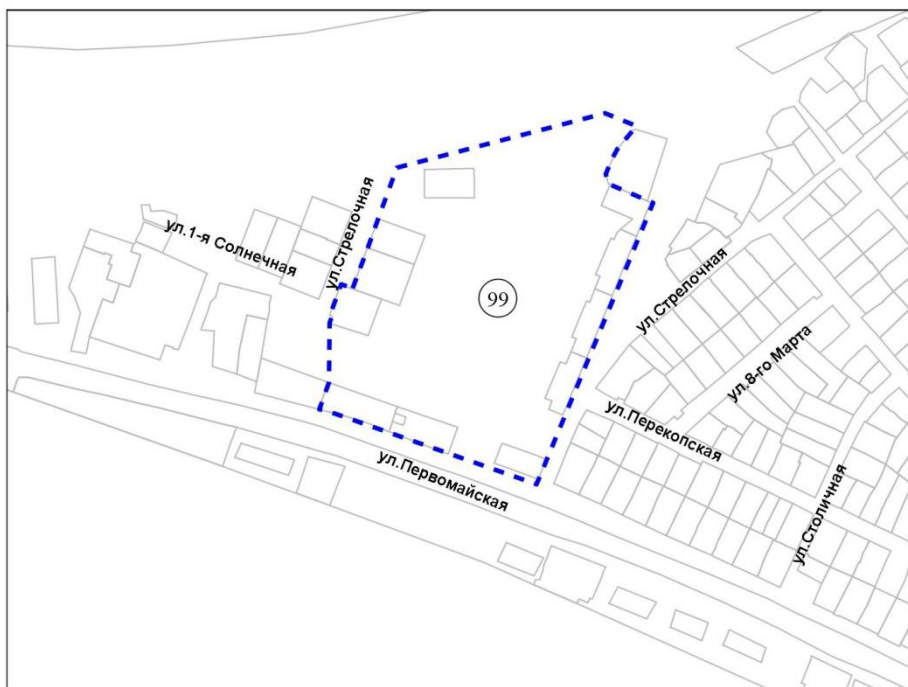 ул.1-я Солнечная
ул.Стрелочная
99
ул.Стрелочная
ул.8-го Марта
ул.Перекопская
ул.Первомайская
ул.Столичная